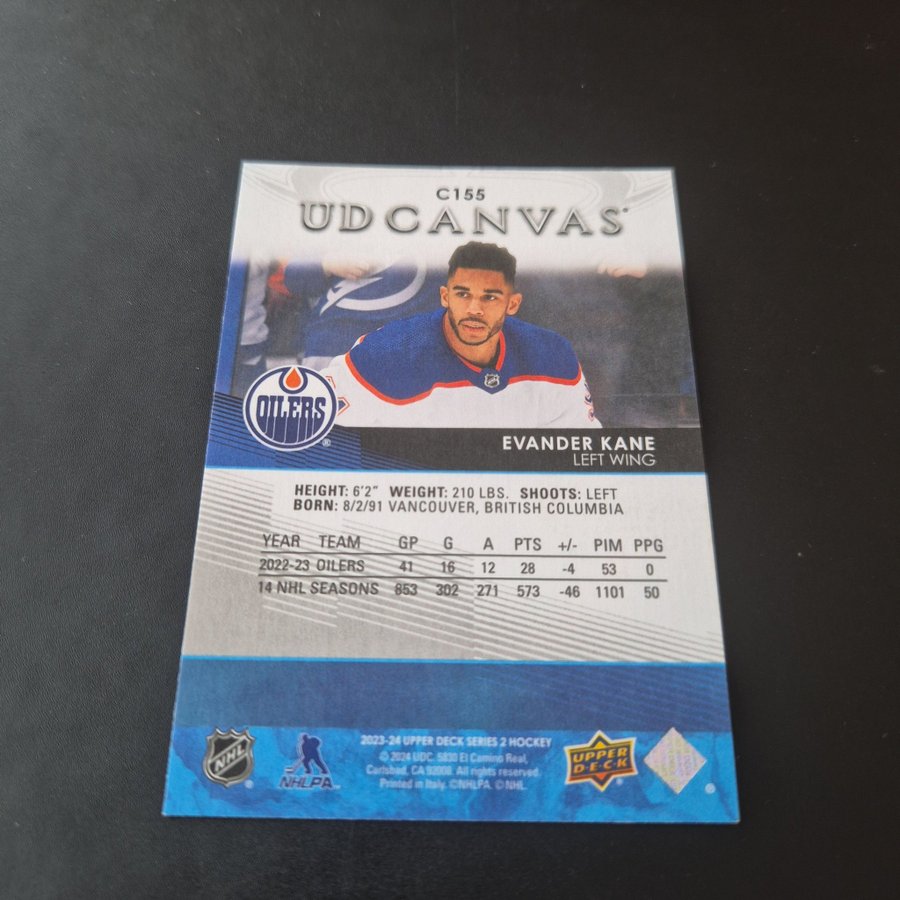 C155
UD CANVAS
OILERS
EVANDER KANE
LEFT WING
HEIGHT: 6'2" WEIGHT: 210 LBS. SHOOTS: LEFT
BORN: 8/2/91 VANCOUVER, BRITISH COLUMBIA
YEAR TEAM GP G A PTS +/- PIM PPG
2022-23 OILERS 41 16 12 28 -4 53 0
14 NHL SEASONS 853 302 271 573 -46 1101 50
2023-24 UPPER DECK SERIES 2 HOCKEY
© 2024 UDC. 5830 El Camino Real,
Carlsbad, CA 92008. All rights reserved.
Printed in Italy. ©NHLPA. © NHL.
NHL
NHLPA
UPPER
DECK